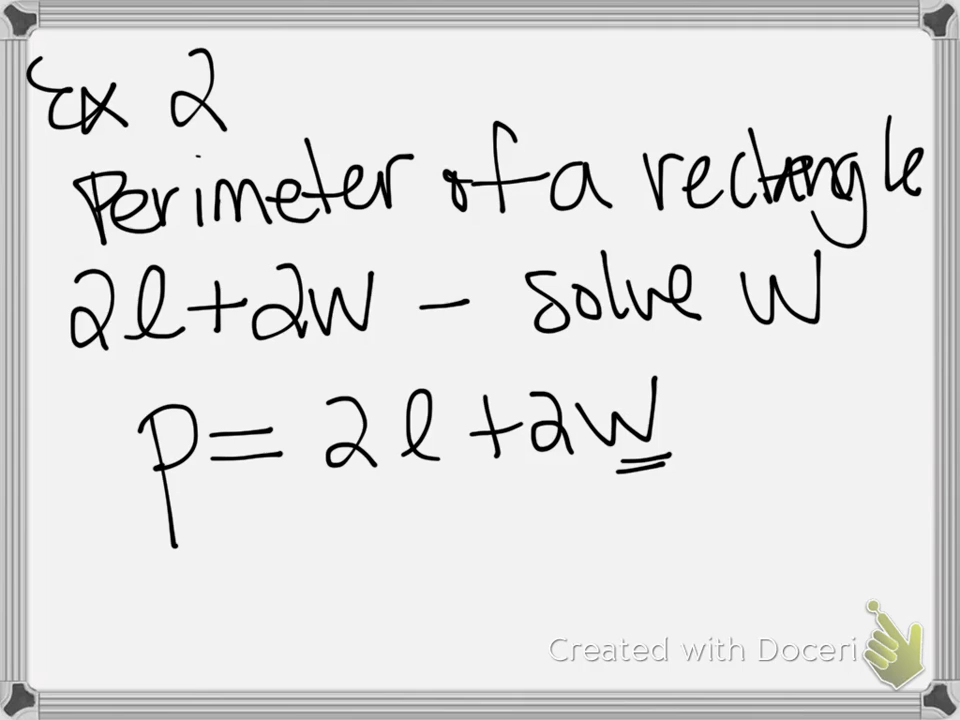 Ex 2
Perimeter of a rectangle
2l+2w - solve w
p=2l+2w
Created with Doceri